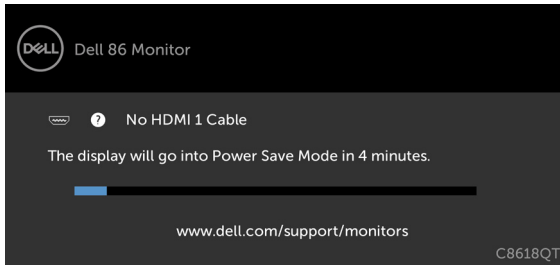 DELL Dell 86 Monitor
? No HDMI 1 Cable
The display will go into Power Save Mode in 4 minutes.
www.dell.com/support/monitors
C8618QT